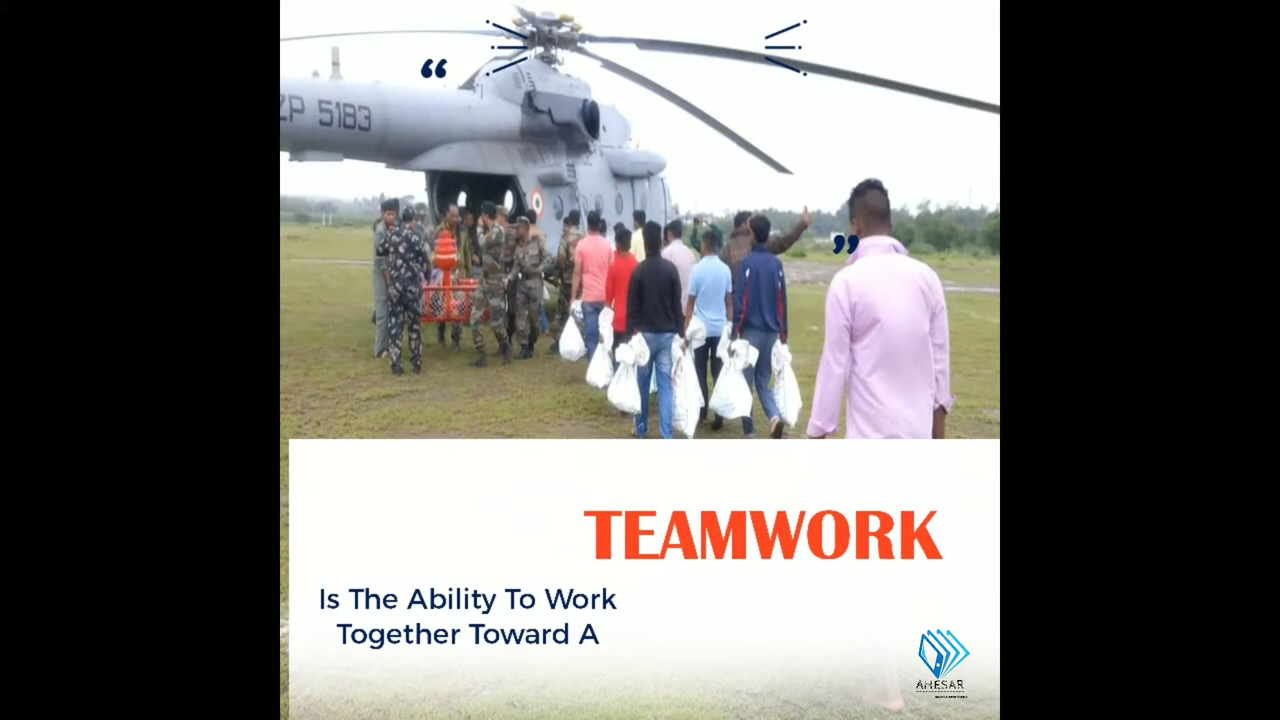 “
ZP 5183
”
TEAMWORK
Is The Ability To Work
Together Toward A
AHESAR